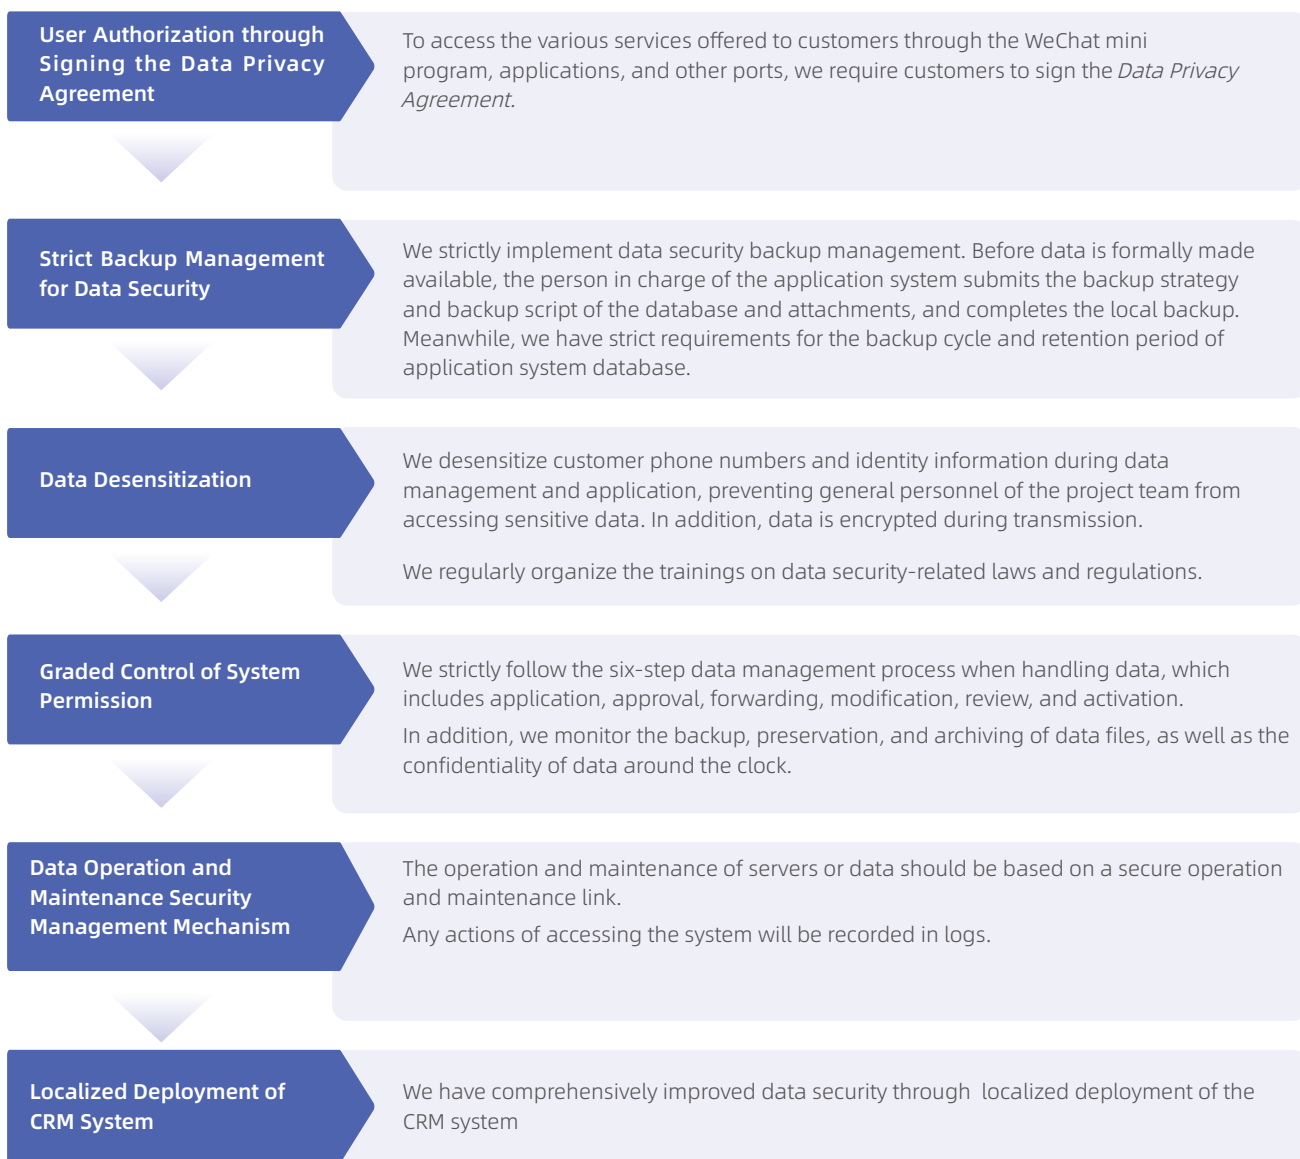 User Authorization through
Signing the Data Privacy
Agreement
To access the various services offered to customers through the WeChat mini
program, applications, and other ports, we require customers to sign the Data Privacy
Agreement.
Strict Backup Management
for Data Security
We strictly implement data security backup management. Before data is formally made
available, the person in charge of the application system submits the backup strategy
and backup script of the database and attachments, and completes the local backup.
Meanwhile, we have strict requirements for the backup cycle and retention period of
application system database.
Data Desensitization
We desensitize customer phone numbers and identity information during data
management and application, preventing general personnel of the project team from
accessing sensitive data. In addition, data is encrypted during transmission.
We regularly organize the trainings on data security-related laws and regulations.
Graded Control of System
Permission
We strictly follow the six-step data management process when handling data, which
includes application, approval, forwarding, modification, review, and activation.
In addition, we monitor the backup, preservation, and archiving of data files, as well as the
confidentiality of data around the clock.
Data Operation and
Maintenance Security
Management Mechanism
The operation and maintenance of servers or data should be based on a secure operation
and maintenance link.
Any actions of accessing the system will be recorded in logs.
Localized Deployment of
CRM System
We have comprehensively improved data security through localized deployment of the
CRM system